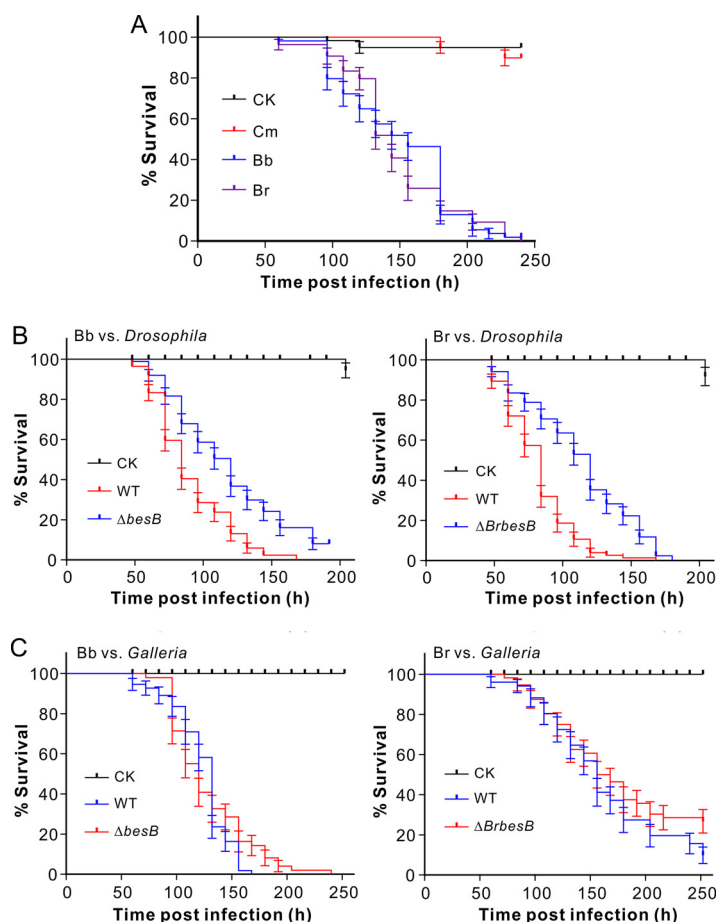 A
% Survival
100
80
60
40
20
0
CK
Cm
Bb
Br
0 50 100 150 200 250
Time post infection (h)
B
Bb vs. Drosophila
% Survival
100
80
60
40
20
0
CK
WT
ΔbesB
0 50 100 150 200
Time post infection (h)
Br vs. Drosophila
% Survival
100
80
60
40
20
0
CK
WT
ΔBrbesB
0 50 100 150 200
Time post infection (h)
C
Bb vs. Galleria
% Survival
100
80
60
40
20
0
CK
WT
ΔbesB
0 50 100 150 200 250
Time post infection (h)
Br vs. Galleria
% Survival
100
80
60
40
20
0
CK
WT
ΔBrbesB
0 50 100 150 200 250
Time post infection (h)